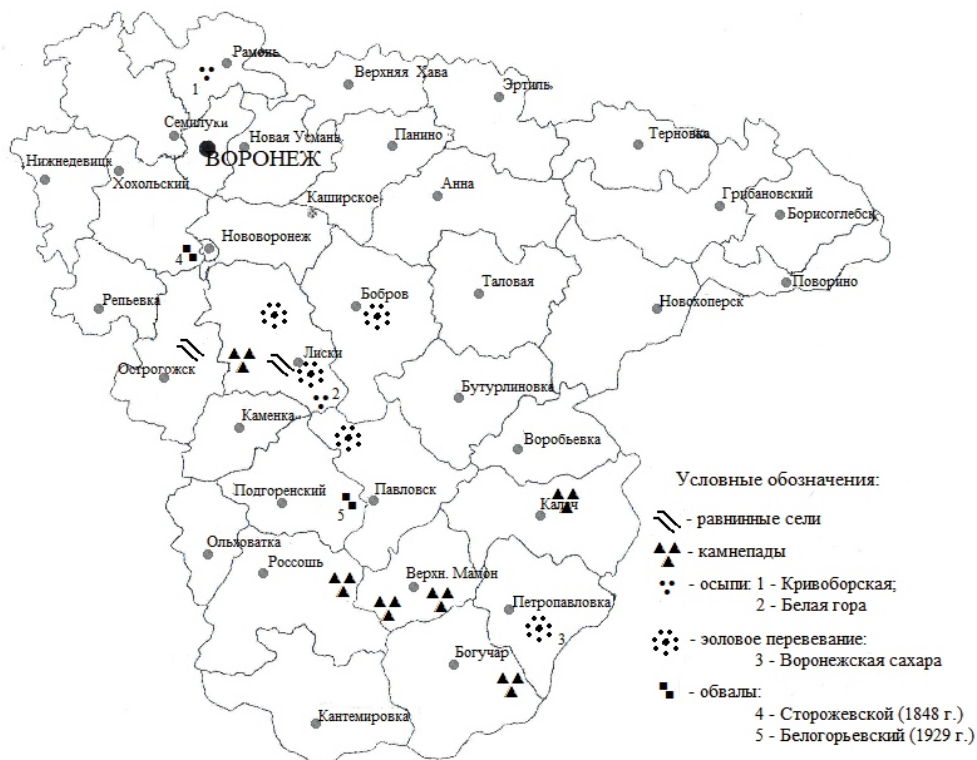 Рамонь
1
Верхняя Хава
Эртиль
Семилуки
Новая Усмань
ВОРОНЕЖ
Панино
Терновка
Нижнедевицк
Хохольский
Анна
Грибановский
Борисоглебск
Каширское
Нововоронеж
4
Таловая
Поворино
Репьевка
Бобров
Новохоперск
Лиски
Острогожск
2
Бутурлиновка
Каменка
Воробьевка
Подгоренский
5
Павловск
Калач
Ольховатка
Россошь
Верхн. Мамон
Петропавловка
3
Богучар
Кантемировка
Условные обозначения:
- равнинные сели
- камнепады
- осыпи: 1 - Кривоборская;
2 - Белая гора
- эоловое перевевание:
3 - Воронежская сахара
- обвалы:
4 - Сторожевской (1848 г.)
5 - Белогорьевский (1929 г.)